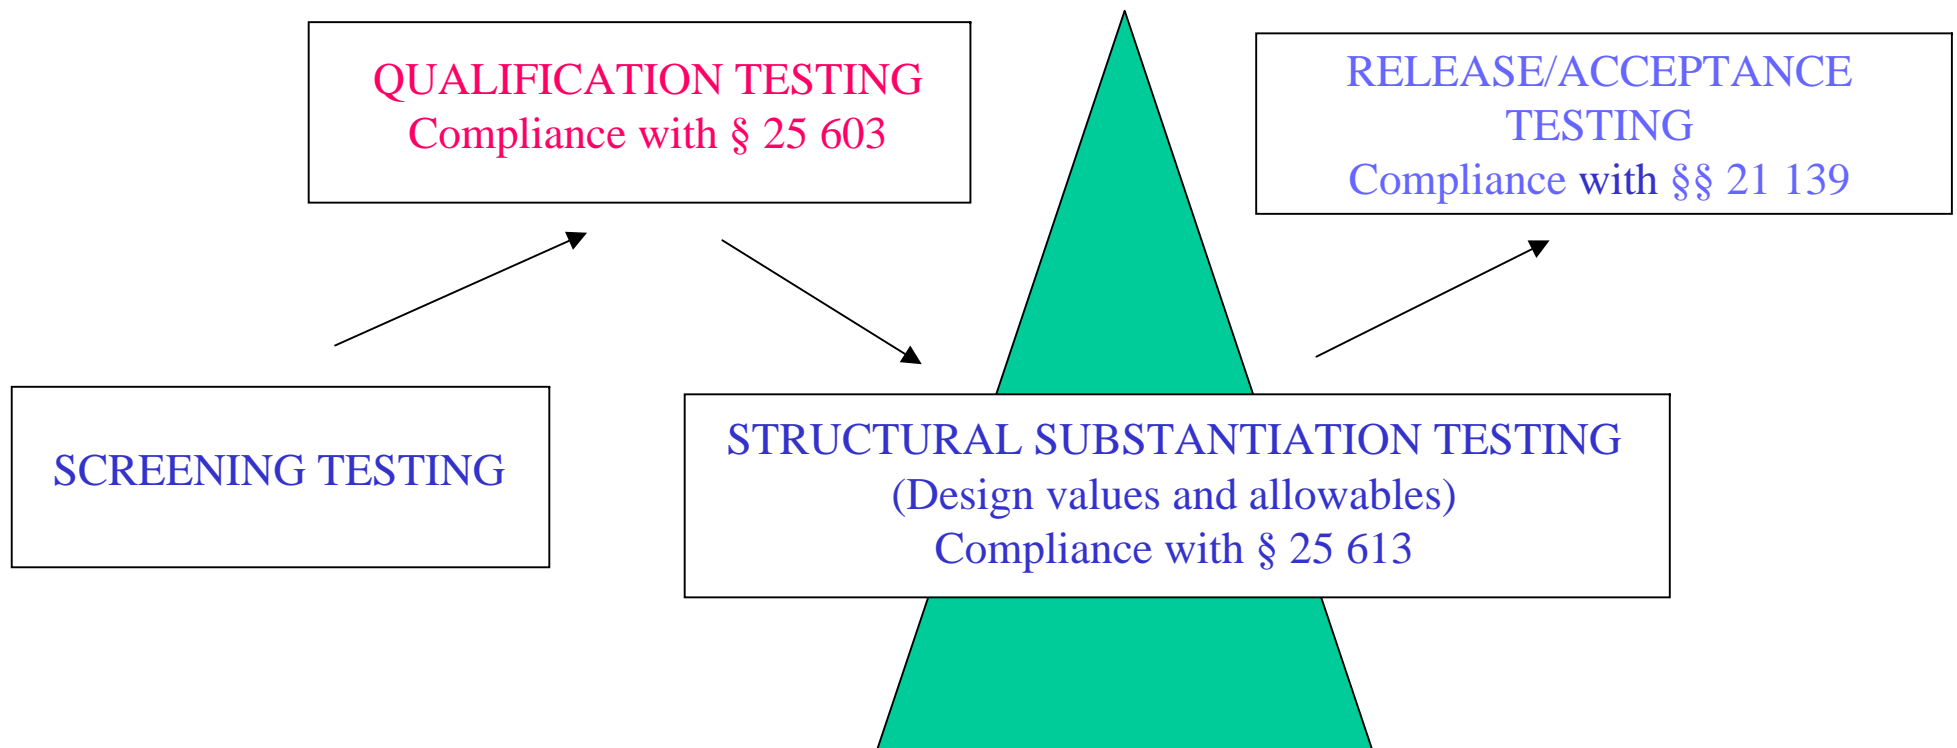 QUALIFICATION TESTING
Compliance with § 25 603
RELEASE/ACCEPTANCE
TESTING
Compliance with §§ 21 139
SCREENING TESTING
STRUCTURAL SUBSTANTIATION TESTING
(Design values and allowables)
Compliance with § 25 613